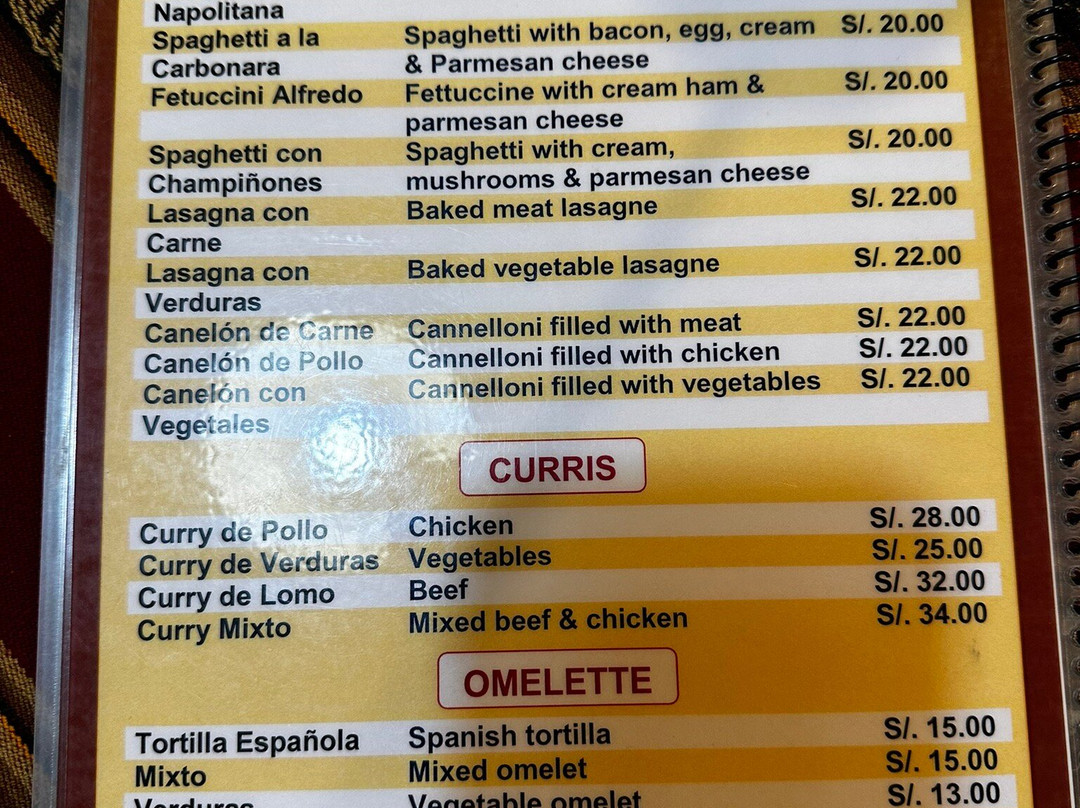 Napolitana
Spaghetti a la Spaghetti with bacon, egg, cream S/. 20.00
Carbonara & Parmesan cheese
Fetuccini Alfredo Fettuccine with cream ham & S/. 20.00
parmesan cheese
Spaghetti con Spaghetti with cream, S/. 20.00
Champiñones mushrooms & parmesan cheese
Lasagna con Baked meat lasagne S/. 22.00
Carne
Lasagna con Baked vegetable lasagne S/. 22.00
Verduras
Canelón de Carne Cannelloni filled with meat S/. 22.00
Canelón de Pollo Cannelloni filled with chicken S/. 22.00
Canelón con Cannelloni filled with vegetables S/. 22.00
Vegetales
CURRIS
Curry de Pollo Chicken S/. 28.00
Curry de Verduras Vegetables S/. 25.00
Curry de Lomo Beef S/. 32.00
Curry Mixto Mixed beef & chicken S/. 34.00
OMELETTE
Tortilla Española Spanish tortilla S/. 15.00
Mixto Mixed omelet S/. 15.00
Verduras Vegetable omelet S/. 13.00